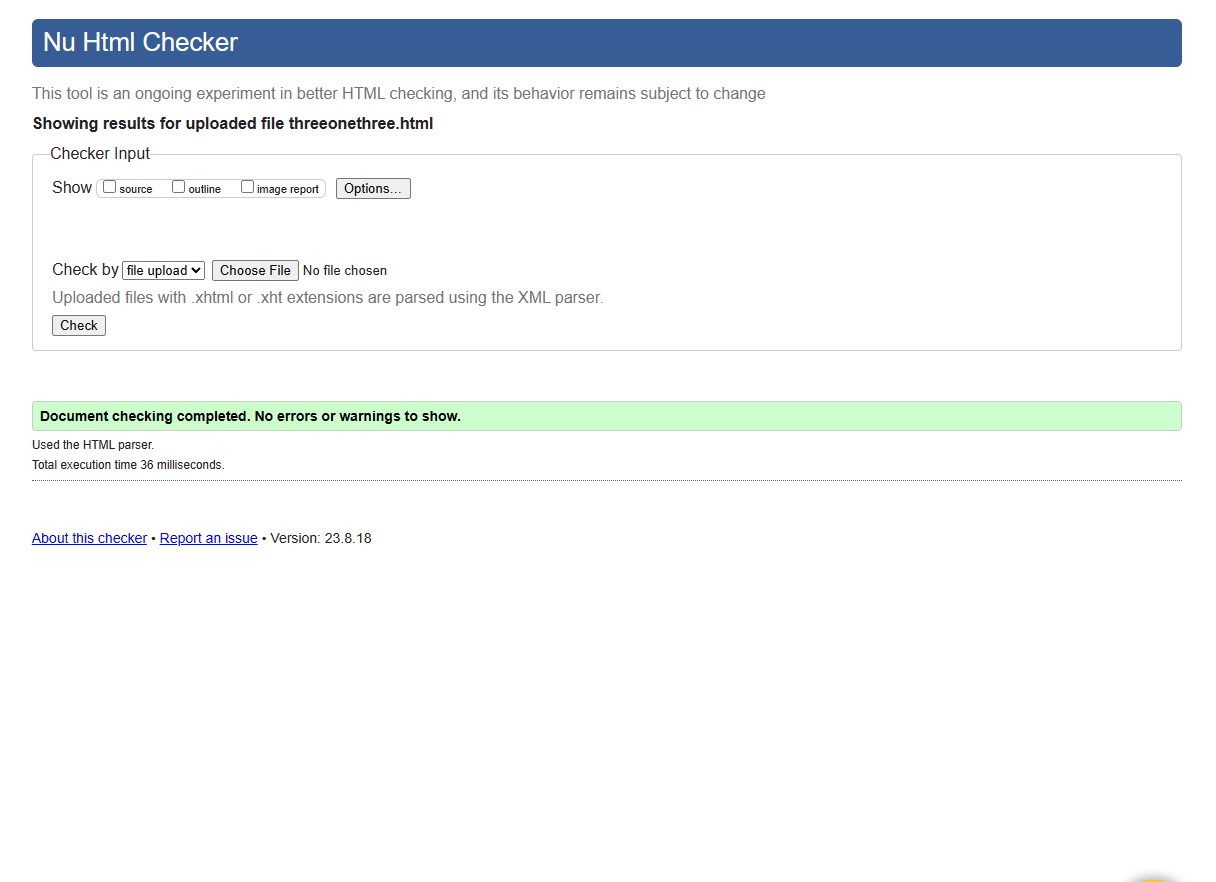 Nu Html Checker
This tool is an ongoing experiment in better HTML checking, and its behavior remains subject to change
Showing results for uploaded file threeonethree.html
Checker Input
Show source outline image report Options...
Check by file upload Choose File No file chosen
Uploaded files with .xhtml or .xht extensions are parsed using the XML parser.
Check
Document checking completed. No errors or warnings to show.
Used the HTML parser.
Total execution time 36 milliseconds.
About this checker • Report an issue • Version: 23.8.18